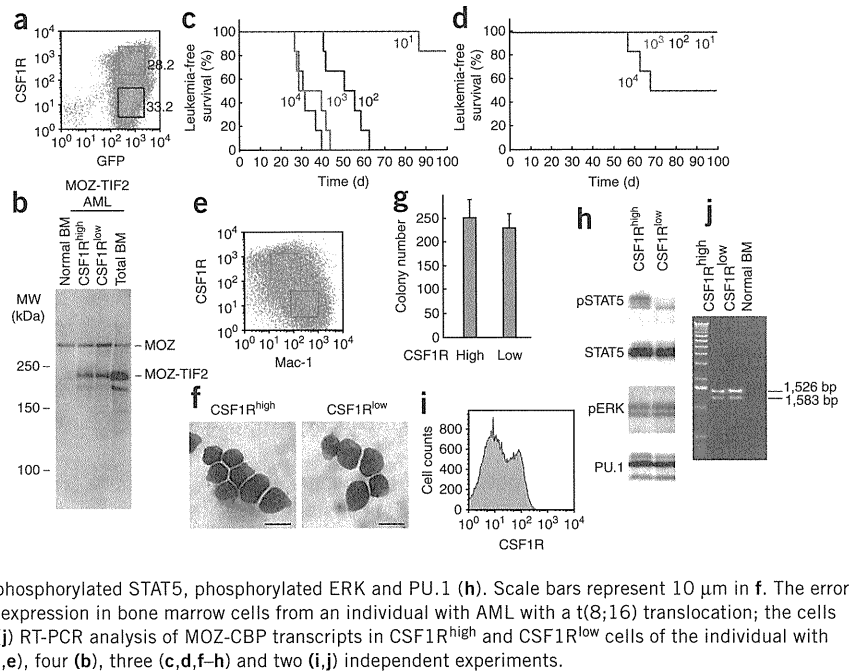 a
CSF1R
10⁴
10³
10²
10¹
10⁰
28.2
33.2
10⁰ 10¹ 10² 10³ 10⁴
GFP
c
Leukemia-free
survival (%)
100
80
60
40
20
0
10¹
10⁴ 10³ 10²
0 10 20 30 40 50 60 70 80 90 100
Time (d)
d
Leukemia-free
survival (%)
100
80
60
40
20
0
10³ 10² 10¹
10⁴
0 10 20 30 40 50 60 70 80 90 100
Time (d)
b
MOZ-TIF2
AML
Normal BM
CSF1Rhigh
CSF1Rlow
Total BM
MW
(kDa)
MOZ
250
MOZ-TIF2
150
100
e
CSF1R
10⁴
10³
10²
10¹
10⁰
10⁰ 10¹ 10² 10³ 10⁴
Mac-1
g
Colony number
250
200
150
100
50
0
CSF1R High Low
h
CSF1Rhigh
CSF1Rlow
pSTAT5
STAT5
pERK
PU.1
j
CSF1Rhigh
CSF1Rlow
Normal BM
1,526 bp
1,583 bp
f
CSF1Rhigh
CSF1Rlow
i
Cell counts
800
600
400
200
0
10⁰ 10¹ 10² 10³ 10⁴
CSF1R
phosphorylated STAT5, phosphorylated ERK and PU.1 (h). Scale bars represent 10 μm in f. The error
expression in bone marrow cells from an individual with AML with a t(8;16) translocation; the cells
(j) RT-PCR analysis of MOZ-CBP transcripts in CSF1Rhigh and CSF1Rlow cells of the individual with
,e), four (b), three (c,d,f–h) and two (i,j) independent experiments.